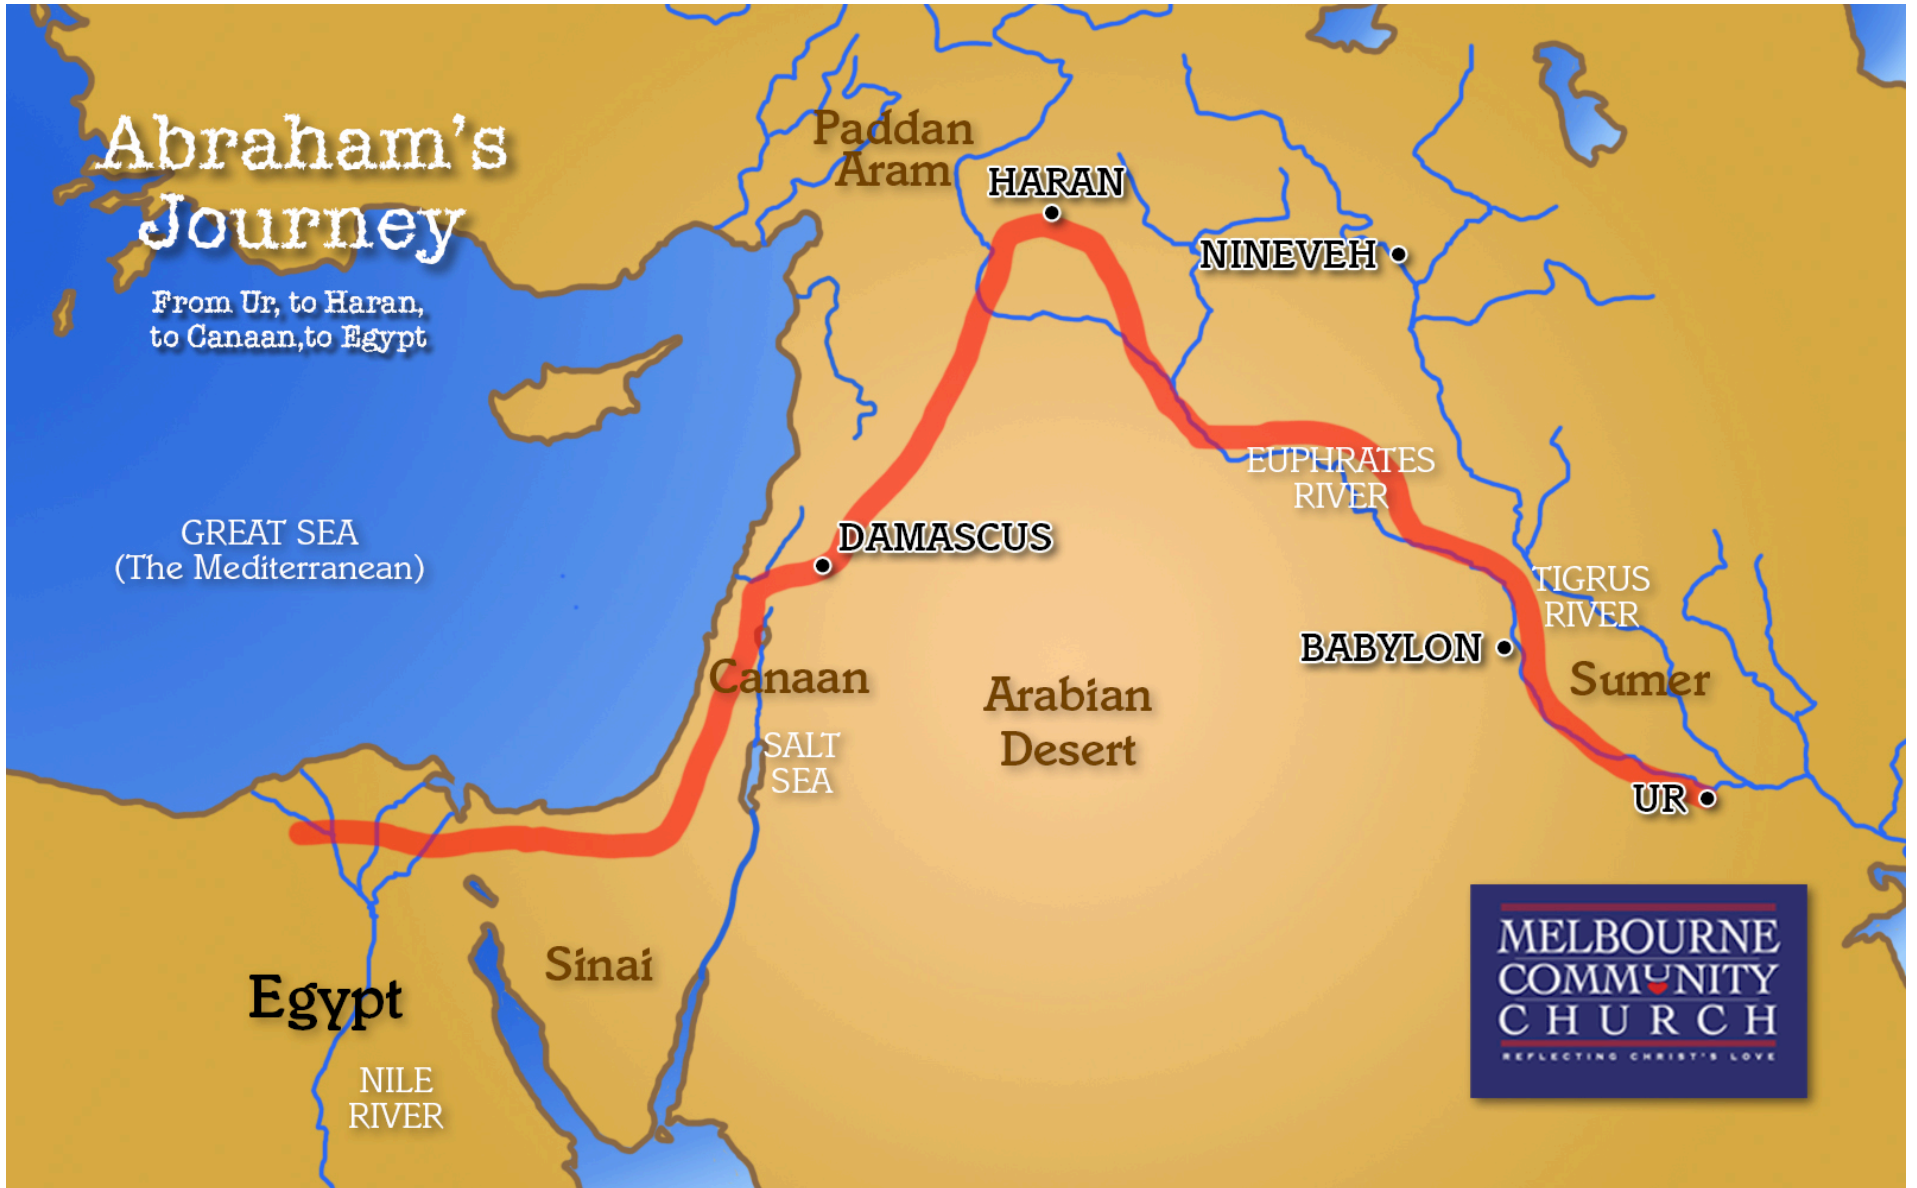 Abraham's
Journey
From Ur, to Haran,
to Canaan,to Egypt
Paddan
Aram
HARAN
NINEVEH
EUPHRATES
RIVER
GREAT SEA
(The Mediterranean)
DAMASCUS
TIGRUS
RIVER
BABYLON
Sumer
Canaan
Arabian
Desert
SALT
SEA
UR
Sinai
Egypt
NILE
RIVER
MELBOURNE
COMMUNITY
CHURCH
REFLECTING CHRIST'S LOVE